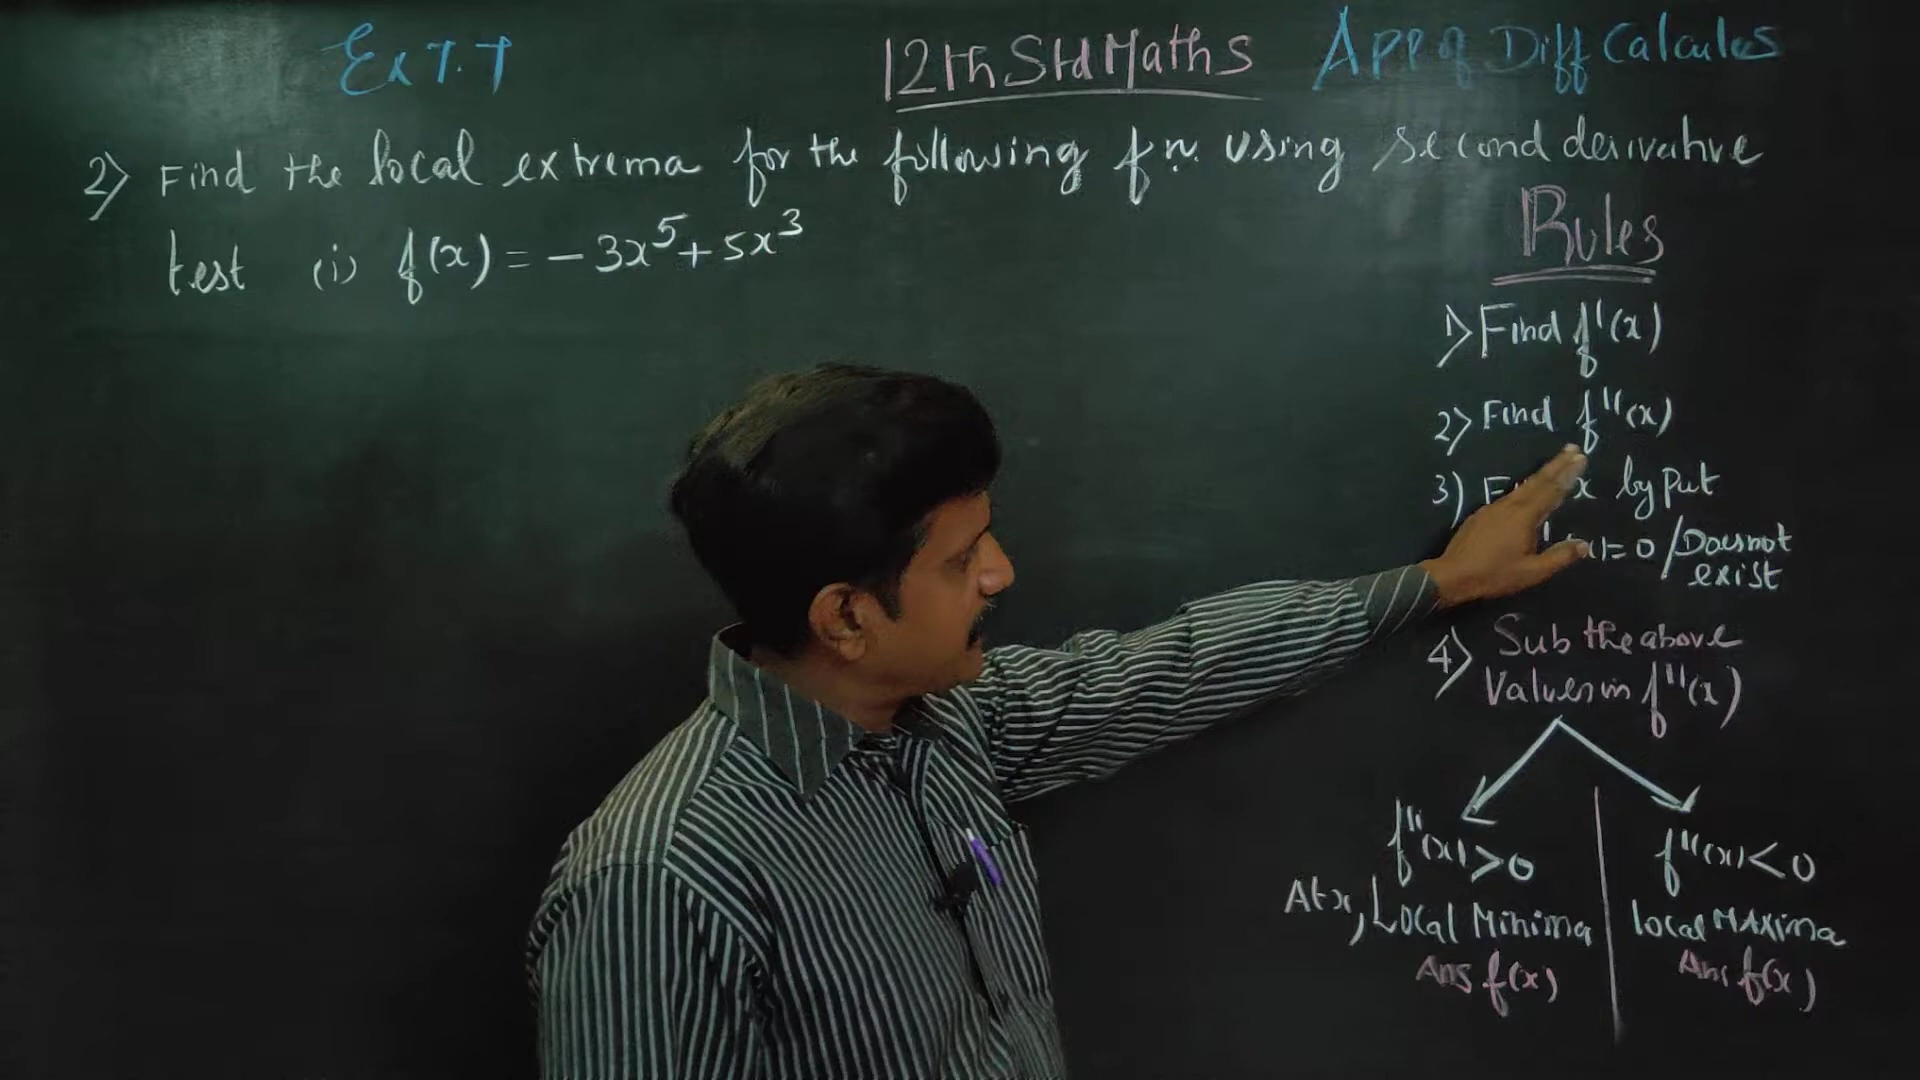 Ex 7.7
12th Std Maths
App of Diff Calculus
2) Find the local extrema for the following fn. using second derivative
test (i) f(x) = -3x⁵ + 5x³
Rules
1) Find f'(x)
2) Find f''(x)
3) x by Put
=0 / Doesnot
exist
4) Sub the above
Values in f''(x)
f''(x)>0
f''(x)<0
At x, Local Minima
local MAXima
Ans f(x)
Ans f(x)